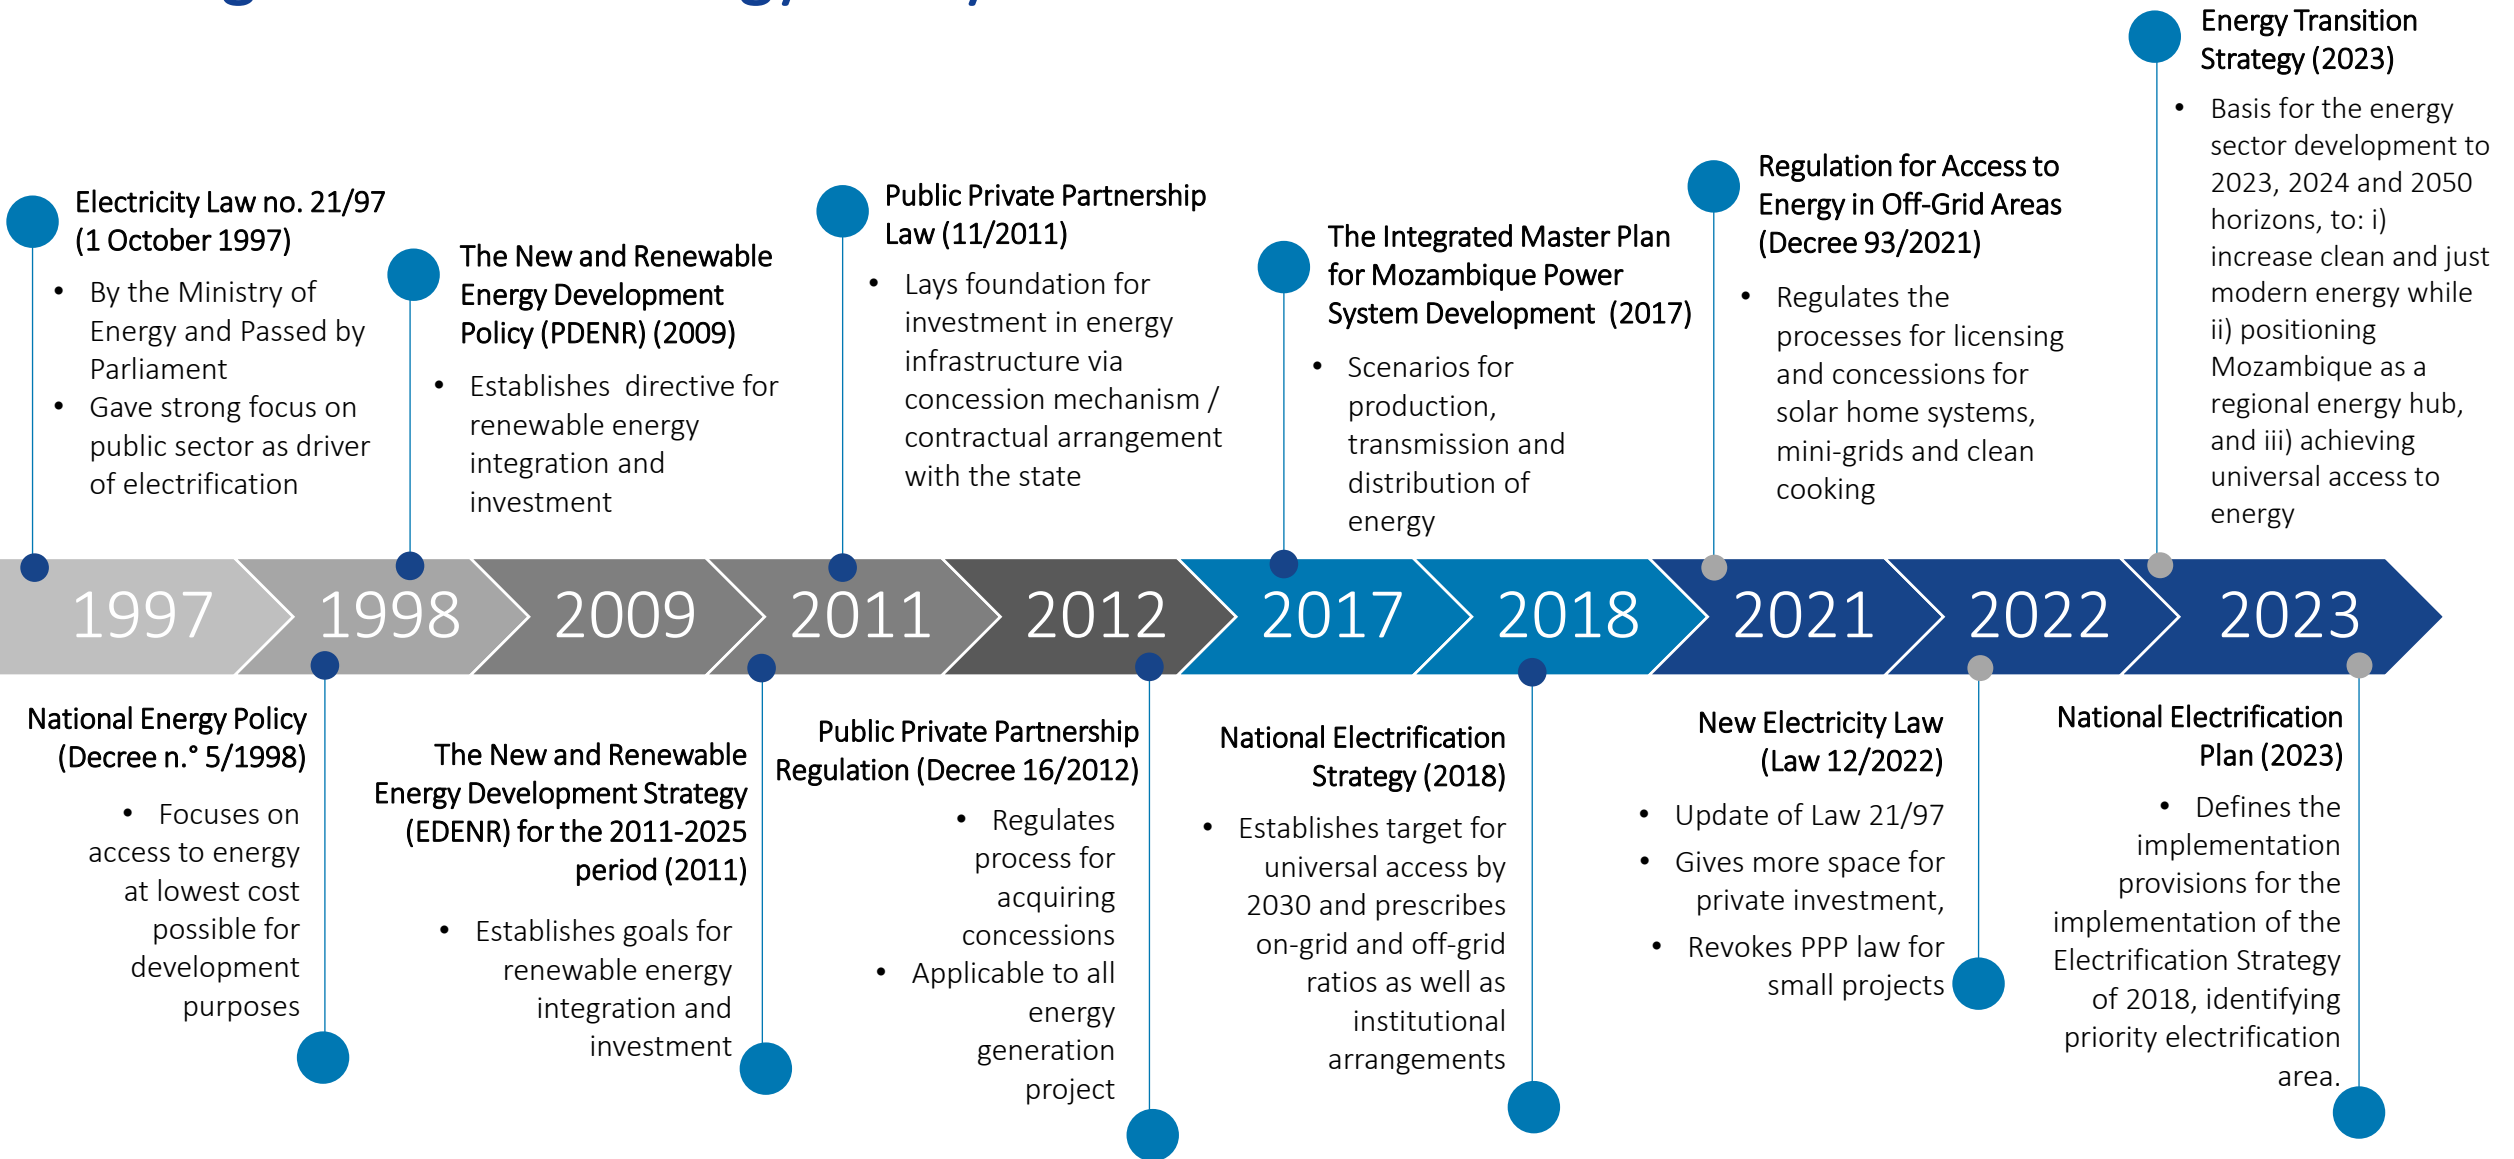 Electricity Law no. 21/97
(1 October 1997)
• By the Ministry of
Energy and Passed by
Parliament
• Gave strong focus on
public sector as driver
of electrification
The New and Renewable
Energy Development
Policy (PDENR) (2009)
• Establishes directive for
renewable energy
integration and
investment
Public Private Partnership
Law (11/2011)
• Lays foundation for
investment in energy
infrastructure via
concession mechanism /
contractual arrangement
with the state
The Integrated Master Plan
for Mozambique Power
System Development (2017)
• Scenarios for
production,
transmission and
distribution of
energy
Regulation for Access to
Energy in Off-Grid Areas
(Decree 93/2021)
• Regulates the
processes for licensing
and concessions for
solar home systems,
mini-grids and clean
cooking
Energy Transition
Strategy (2023)
• Basis for the energy
sector development to
2023, 2024 and 2050
horizons, to: i)
increase clean and just
modern energy while
ii) positioning
Mozambique as a
regional energy hub,
and iii) achieving
universal access to
energy
1997
1998
2009
2011
2012
2017
2018
2021
2022
2023
National Energy Policy
(Decree n.° 5/1998)
• Focuses on
access to energy
at lowest cost
possible for
development
purposes
The New and Renewable
Energy Development Strategy
(EDENR) for the 2011-2025
period (2011)
• Establishes goals for
renewable energy
integration and
investment
Public Private Partnership
Regulation (Decree 16/2012)
• Regulates
process for
acquiring
concessions
• Applicable to all
energy
generation
project
National Electrification
Strategy (2018)
• Establishes target for
universal access by
2030 and prescribes
on-grid and off-grid
ratios as well as
institutional
arrangements
New Electricity Law
(Law 12/2022)
• Update of Law 21/97
• Gives more space for
private investment,
• Revokes PPP law for
small projects
National Electrification
Plan (2023)
• Defines the
implementation
provisions for the
implementation of the
Electrification Strategy
of 2018, identifying
priority electrification
area.